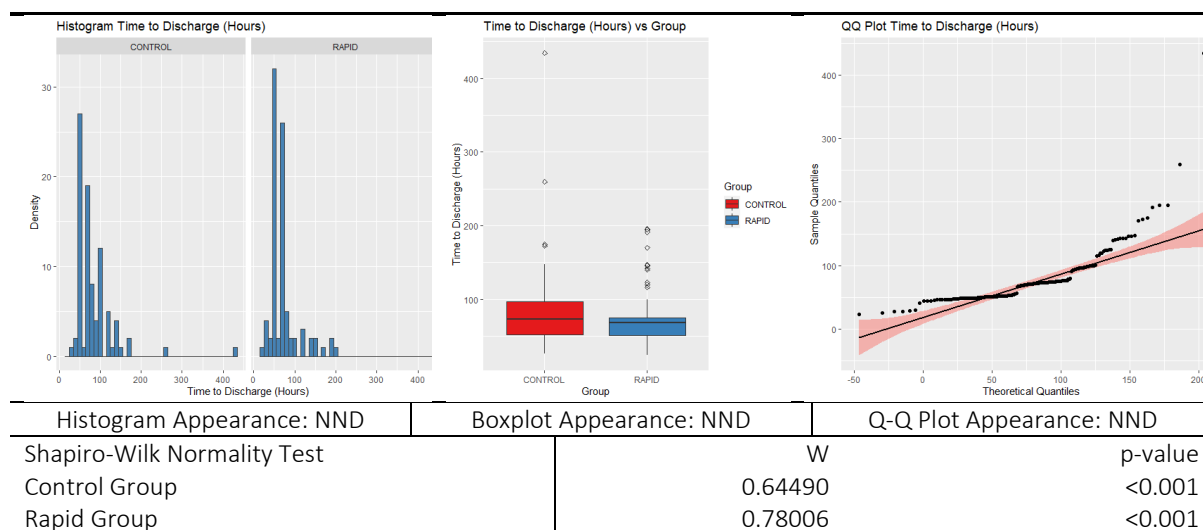 Histogram Time to Discharge (Hours)
CONTROL
RAPID
Density
30
20
10
0
0 100 200 300 400
0 100 200 300 400
Time to Discharge (Hours)
Time to Discharge (Hours) vs Group
Time to Discharge (Hours)
400
300
200
100
CONTROL RAPID
Group
Group
CONTROL
RAPID
QQ Plot Time to Discharge (Hours)
Sample Quantiles
400
300
200
100
0
-50 0 50 100 150 200
Theoretical Quantiles
Histogram Appearance: NND
Boxplot Appearance: NND
Q-Q Plot Appearance: NND
Shapiro-Wilk Normality Test W p-value
Control Group 0.64490 <0.001
Rapid Group 0.78006 <0.001